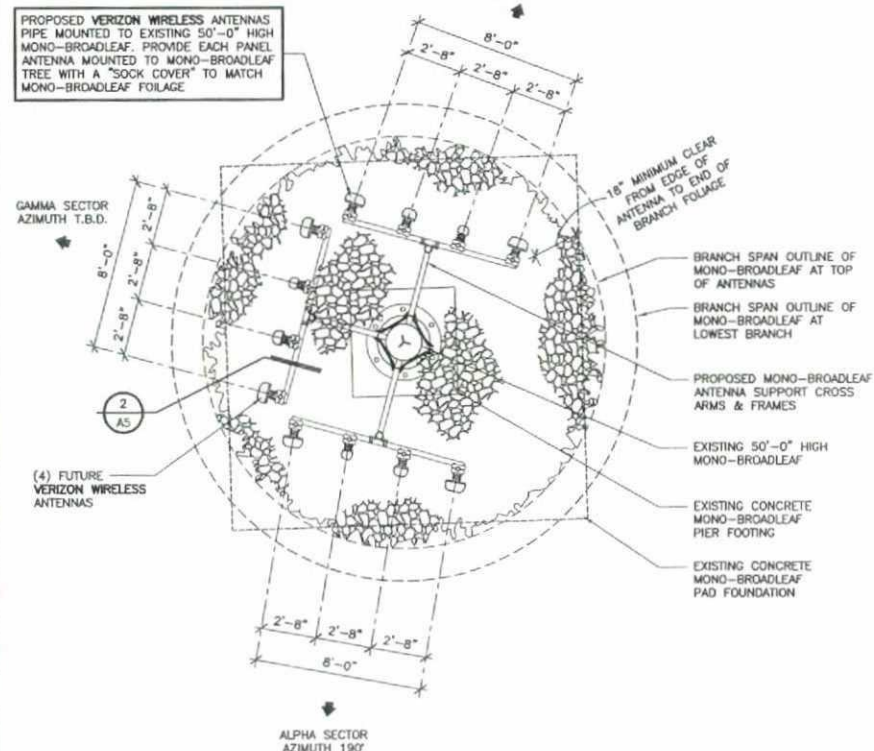 PROPOSED VERIZON WIRELESS ANTENNAS
PIPE MOUNTED TO EXISTING 50'-0" HIGH
MONO-BROADLEAF. PROVIDE EACH PANEL
ANTENNA MOUNTED TO MONO-BROADLEAF
TREE WITH A "SOCK COVER" TO MATCH
MONO-BROADLEAF FOILAGE
8'-0"
2'-8"
2'-8"
2'-8"
18" MINIMUM CLEAR
FROM EDGE OF
ANTENNA TO END OF
BRANCH FOLIAGE
GAMMA SECTOR
AZIMUTH T.B.D.
2'-8"
8'-0"
2'-8"
2'-8"
BRANCH SPAN OUTLINE OF
MONO-BROADLEAF AT TOP
OF ANTENNAS
BRANCH SPAN OUTLINE OF
MONO-BROADLEAF AT
LOWEST BRANCH
PROPOSED MONO-BROADLEAF
ANTENNA SUPPORT CROSS
ARMS & FRAMES
2
A5
EXISTING 50'-0" HIGH
MONO-BROADLEAF
(4) FUTURE
VERIZON WIRELESS
ANTENNAS
EXISTING CONCRETE
MONO-BROADLEAF
PIER FOOTING
EXISTING CONCRETE
MONO-BROADLEAF
PAD FOUNDATION
2'-8"
2'-8"
2'-8"
8'-0"
ALPHA SECTOR
AZIMUTH 190°